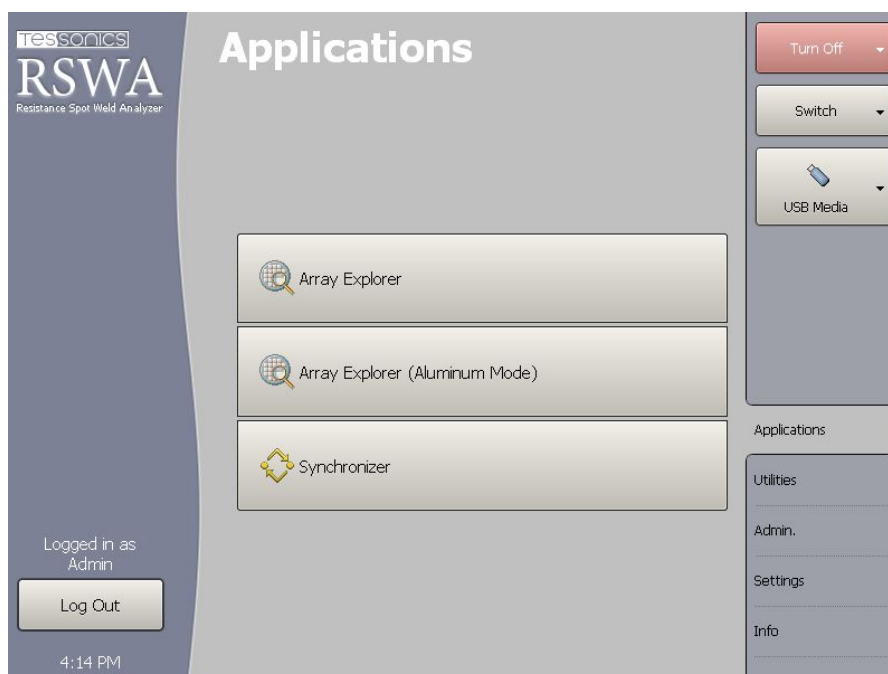 Tessonics
RSWA
Resistance Spot Weld Analyzer
Applications
Array Explorer
Array Explorer (Aluminum Mode)
Synchronizer
Logged in as
Admin
Log Out
4:14 PM
Turn Off
Switch
USB Media
Applications
Utilities
Admin.
Settings
Info